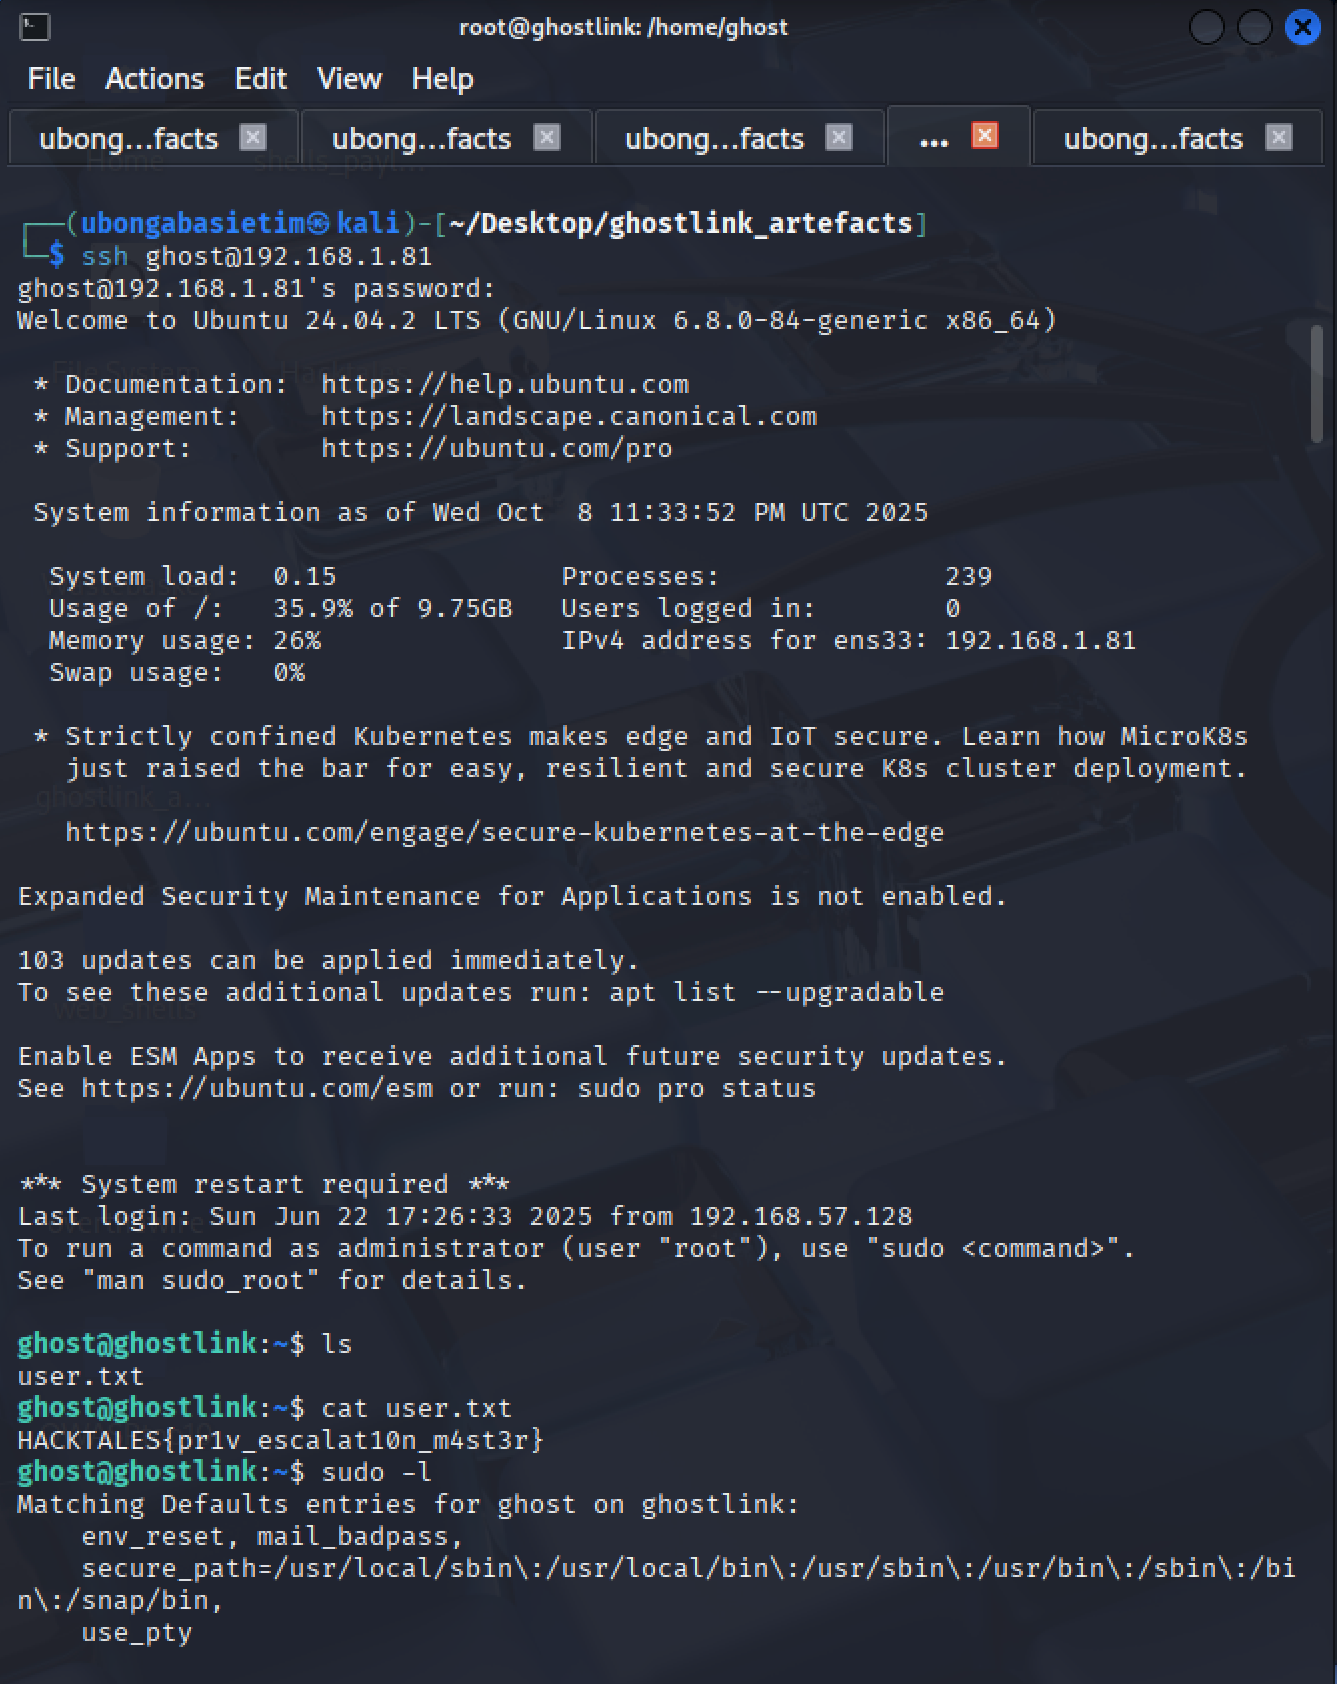 root@ghostlink: /home/ghost
File Actions Edit View Help
ubong...facts ubong...facts ubong...facts ... ubong...facts
(ubongabasietim㉿kali)-[~/Desktop/ghostlink_artefacts]
$ ssh ghost@192.168.1.81
ghost@192.168.1.81's password:
Welcome to Ubuntu 24.04.2 LTS (GNU/Linux 6.8.0-84-generic x86_64)
* Documentation: https://help.ubuntu.com
* Management: https://landscape.canonical.com
* Support: https://ubuntu.com/pro
System information as of Wed Oct 8 11:33:52 PM UTC 2025
System load: 0.15 Processes: 239
Usage of /: 35.9% of 9.75GB Users logged in: 0
Memory usage: 26% IPv4 address for ens33: 192.168.1.81
Swap usage: 0%
* Strictly confined Kubernetes makes edge and IoT secure. Learn how MicroK8s
just raised the bar for easy, resilient and secure K8s cluster deployment.
https://ubuntu.com/engage/secure-kubernetes-at-the-edge
Expanded Security Maintenance for Applications is not enabled.
103 updates can be applied immediately.
To see these additional updates run: apt list --upgradable
Enable ESM Apps to receive additional future security updates.
See https://ubuntu.com/esm or run: sudo pro status
*** System restart required ***
Last login: Sun Jun 22 17:26:33 2025 from 192.168.57.128
To run a command as administrator (user "root"), use "sudo <command>".
See "man sudo_root" for details.
ghost@ghostlink:~$ ls
user.txt
ghost@ghostlink:~$ cat user.txt
HACKTALES{pr1v_escalat10n_m4st3r}
ghost@ghostlink:~$ sudo -l
Matching Defaults entries for ghost on ghostlink:
env_reset, mail_badpass,
secure_path=/usr/local/sbin\:/usr/local/bin\:/usr/sbin\:/usr/bin\:/sbin\:/bi
n\:/snap/bin,
use_pty